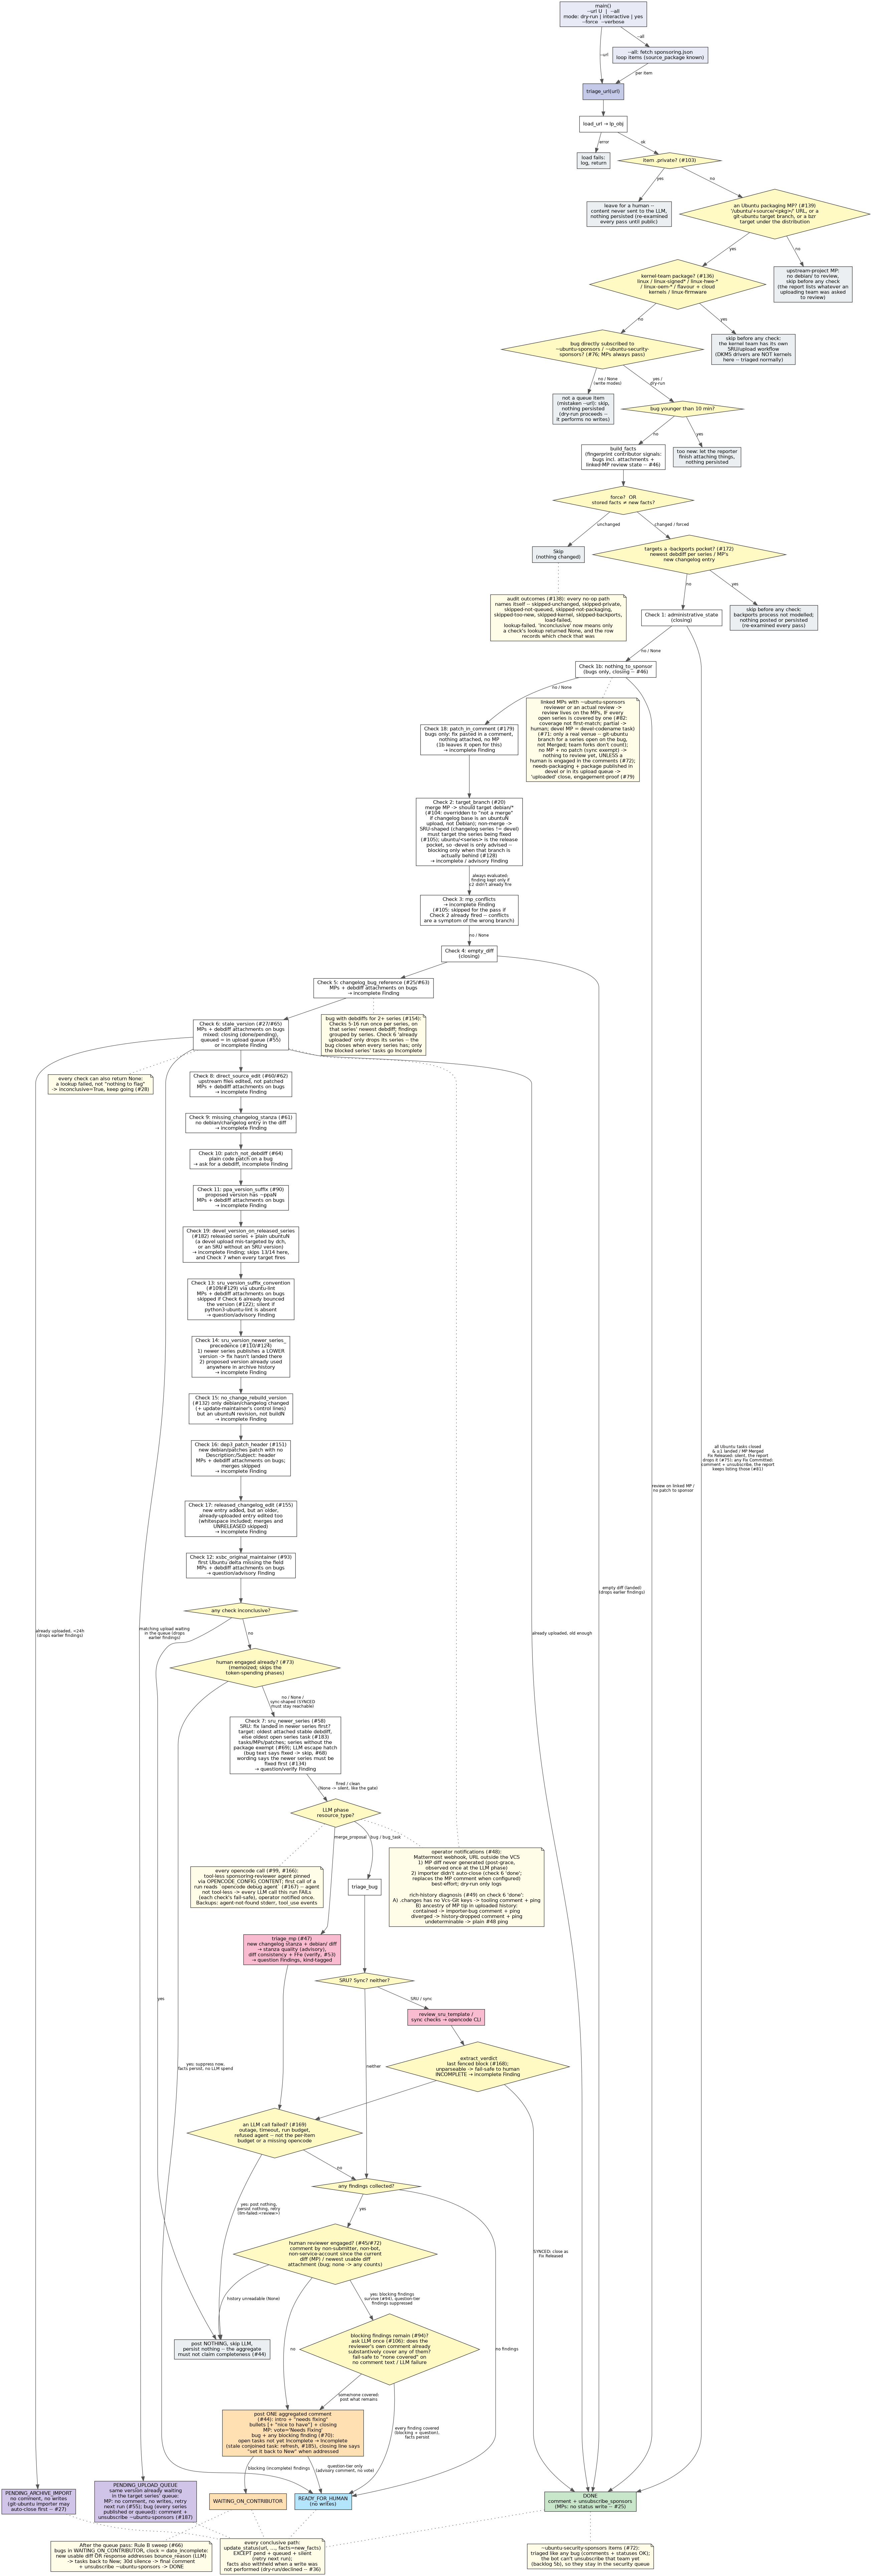 main()
--url U | --all
mode: dry-run | interactive | yes
--force --verbose
--all
--url
--all: fetch sponsoring.json
loop items (source_package known)
per item
triage_url(url)
load_url → lp_obj
error
ok
load fails:
log, return
item .private? (#103)
yes
no
leave for a human --
content never sent to the LLM,
nothing persisted (re-examined
every pass until public)
an Ubuntu packaging MP? (#139)
'/ubuntu/+source/<pkg>/' URL, or a
git-ubuntu target branch, or a bzr
target under the distribution
yes
no
kernel-team package? (#136)
linux / linux-signed* / linux-hwe-*
/ linux-oem-* / flavour + cloud
kernels / linux-firmware
upstream-project MP:
no debian/ to review,
skip before any check
(the report lists whatever an
uploading team was asked
to review)
no
yes
bug directly subscribed to
~ubuntu-sponsors / ~ubuntu-security-
sponsors? (#76; MPs always pass)
skip before any check:
the kernel team has its own
SRU/upload workflow
(DKMS drivers are NOT kernels
here -- triaged normally)
no / None
(write modes)
yes /
dry-run
not a queue item
(mistaken --url): skip,
nothing persisted
(dry-run proceeds --
it performs no writes)
bug younger than 10 min?
no
yes
build_facts
(fingerprint contributor signals:
bugs incl. attachments +
linked-MP review state -- #46)
too new: let the reporter
finish attaching things,
nothing persisted
force? OR
stored facts ≠ new facts?
unchanged
changed / forced
Skip
(nothing changed)
targets a -backports pocket? (#172)
newest debdiff per series / MP's
new changelog entry
no
yes
audit outcomes (#138): every no-op path
names itself -- skipped-unchanged, skipped-private,
skipped-not-queued, skipped-not-packaging,
skipped-too-new, skipped-kernel, skipped-backports,
load-failed,
lookup-failed. 'inconclusive' now means only
a check's lookup returned None, and the row
records which check that was
Check 1: administrative_state
(closing)
skip before any check:
backports process not modelled;
nothing posted or persisted
(re-examined every pass)
no / None
Check 1b: nothing_to_sponsor
(bugs only, closing -- #46)
no / None
Check 18: patch_in_comment (#179)
bugs only: fix pasted in a comment,
nothing attached, no MP
(1b leaves it open for this)
→ incomplete Finding
linked MPs with ~ubuntu-sponsors
reviewer or an actual review ->
review lives on the MPs, IF every
open series is covered by one (#82:
coverage not first-match; partial ->
human; devel MP = devel-codename task)
(#71: only a real venue -- git-ubuntu
branch for a series open on the bug,
not Merged; team forks don't count);
no MP + no patch (sync exempt) ->
nothing to review yet, UNLESS a
human is engaged in the comments (#72);
needs-packaging + package published in
devel or in its upload queue ->
'uploaded' close, engagement-proof (#79)
Check 2: target_branch (#20)
merge MP -> should target debian/*
(#104: overridden to "not a merge"
if changelog base is an ubuntuN
upload, not Debian); non-merge ->
SRU-shaped (changelog series != devel)
must target the series being fixed
(#105); ubuntu/<series> is the release
pocket, so -devel is only advised --
blocking only when that branch is
actually behind (#128)
→ incomplete / advisory Finding
always evaluated;
finding kept only if
c2 didn't already fire
Check 3: mp_conflicts
→ incomplete Finding
(#105: skipped for the pass if
Check 2 already fired -- conflicts
are a symptom of the wrong branch)
no / None
Check 4: empty_diff
(closing)
Check 5: changelog_bug_reference (#25/#63)
MPs + debdiff attachments on bugs
→ incomplete Finding
Check 6: stale_version (#27/#65)
MPs + debdiff attachments on bugs
mixed: closing (done/pending),
queued = in upload queue (#55)
or incomplete Finding
bug with debdiffs for 2+ series (#154):
Checks 5-16 run once per series, on
that series' newest debdiff; findings
grouped by series. Check 6 'already
uploaded' only drops its series -- the
bug closes when every series has; only
the blocked series' tasks go Incomplete
every check can also return None:
a lookup failed, not "nothing to flag"
-> inconclusive=True, keep going (#28)
Check 8: direct_source_edit (#60/#62)
upstream files edited, not patched
MPs + debdiff attachments on bugs
→ incomplete Finding
Check 9: missing_changelog_stanza (#61)
no debian/changelog entry in the diff
→ incomplete Finding
Check 10: patch_not_debdiff (#64)
plain code patch on a bug
→ ask for a debdiff, incomplete Finding
Check 11: ppa_version_suffix (#90)
proposed version has ~ppaN
MPs + debdiff attachments on bugs
→ incomplete Finding
Check 19: devel_version_on_released_series
(#182) released series + plain ubuntuN
(a devel upload mis-targeted by dch,
or an SRU without an SRU version)
→ incomplete Finding; skips 13/14 here,
and Check 7 when every target fires
Check 13: sru_version_suffix_convention
(#109/#129) via ubuntu-lint
MPs + debdiff attachments on bugs
skipped if Check 6 already bounced
the version (#122); silent if
python3-ubuntu-lint is absent
→ question/advisory Finding
Check 14: sru_version_newer_series_
precedence (#110/#124)
1) newer series publishes a LOWER
version -> fix hasn't landed there
2) proposed version already used
anywhere in archive history
→ incomplete Finding
Check 15: no_change_rebuild_version
(#132) only debian/changelog changed
(+ update-maintainer's control lines)
but an ubuntuN revision, not buildN
→ incomplete Finding
Check 16: dep3_patch_header (#151)
new debian/patches patch with no
Description:/Subject: header
MPs + debdiff attachments on bugs;
merges skipped
→ incomplete Finding
all Ubuntu tasks closed
& ≥1 landed / MP Merged
Fix Released: silent, the report
drops it (#75); any Fix Committed:
comment + unsubscribe, the report
keeps listing those (#81)
review on linked MP /
no patch to sponsor
Check 17: released_changelog_edit (#155)
new entry added, but an older,
already-uploaded entry edited too
(whitespace included; merges and
UNRELEASED skipped)
→ incomplete Finding
Check 12: xsbc_original_maintainer (#93)
first Ubuntu delta missing the field
MPs + debdiff attachments on bugs
→ question/advisory Finding
empty diff (landed)
(drops earlier findings)
any check inconclusive?
already uploaded, <24h
(drops earlier findings)
matching upload waiting
in the queue (drops
earlier findings)
no
already uploaded, old enough
human engaged already? (#73)
(memoized; skips the
token-spending phases)
no / None /
sync-shaped (SYNCED
must stay reachable)
Check 7: sru_newer_series (#58)
SRU: fix landed in newer series first?
target: oldest attached stable debdiff,
else oldest open series task (#183)
tasks/MPs/patches; series without the
package exempt (#69); LLM escape hatch
(bug text says fixed -> skip, #68)
wording says the newer series must be
fixed first (#134)
→ question/verify Finding
fired / clean
(None -> silent, like the gate)
LLM phase
resource_type?
merge_proposal
bug / bug_task
every opencode call (#99, #166):
tool-less sponsoring-reviewer agent pinned
via OPENCODE_CONFIG_CONTENT; first call of a
run reads `opencode debug agent` (#167) -- agent
not tool-less -> every LLM call this run FAILs
(each check's fail-safe), operator notified once.
Backups: agent-not-found stderr, tool_use events
triage_bug
operator notifications (#48):
Mattermost webhook, URL outside the VCS
1) MP diff never generated (post-grace,
observed once at the LLM phase)
2) importer didn't auto-close (check 6 'done';
replaces the MP comment when configured)
best-effort; dry-run only logs
rich-history diagnosis (#49) on check 6 'done':
A) .changes has no Vcs-Git keys -> tooling comment + ping
B) ancestry of MP tip in uploaded history:
contained -> importer-bug comment + ping
diverged -> history-dropped comment + ping
undeterminable -> plain #48 ping
triage_mp (#47)
new changelog stanza + debian/ diff
→ stanza quality (advisory),
diff consistency + FFe (verify, #53)
→ question Findings, kind-tagged
SRU? Sync? neither?
yes
SRU / sync
review_sru_template /
sync checks → opencode CLI
yes: suppress now,
facts persist, no LLM spend
neither
extract_verdict
last fenced block (#168);
unparseable -> fail-safe to human
INCOMPLETE → incomplete Finding
an LLM call failed? (#169)
outage, timeout, run budget,
refused agent -- not the per-item
budget or a missing opencode
no
any findings collected?
yes: post nothing,
persist nothing, retry
(llm-failed:<review>)
yes
human reviewer engaged? (#45/#72)
comment by non-submitter, non-bot,
non-service-account since the current
diff (MP) / newest usable diff
attachment (bug; none -> any counts)
SYNCED: close as
Fix Released
history unreadable (None)
yes: blocking findings
survive (#94), question-tier
findings suppressed
post NOTHING, skip LLM,
persist nothing -- the aggregate
must not claim completeness (#44)
no
blocking findings remain (#94)?
ask LLM once (#106): does the
reviewer's own comment already
substantively cover any of them?
fail-safe to "none covered" on
no comment text / LLM failure
no findings
some/none covered:
post what remains
post ONE aggregated comment
(#44): intro + "needs fixing"
bullets [+ "nice to have"] + closing
MP: vote='Needs Fixing'
bug + any blocking finding (#70):
open tasks not yet Incomplete → Incomplete
(stale conjoined task: refresh, #185), closing line says
"set it back to New" when addressed
every finding covered
(blocking + question),
facts persist
blocking (incomplete) findings
question-tier only
(advisory comment, no vote)
PENDING_ARCHIVE_IMPORT
no comment, no writes
(git-ubuntu importer may
auto-close first -- #27)
PENDING_UPLOAD_QUEUE
same version already waiting
in the target series' queue:
MP: no comment, no writes, retry
next run (#55); bug (every series
published or queued): comment +
unsubscribe ~ubuntu-sponsors (#187)
WAITING_ON_CONTRIBUTOR
READY_FOR_HUMAN
(no writes)
DONE
comment + unsubscribe_sponsors
(MPs: no status write -- #25)
After the queue pass: Rule B sweep (#66)
bugs in WAITING_ON_CONTRIBUTOR, clock = date_incomplete:
new usable diff OR response addresses bounce_reason (LLM)
-> tasks back to New; 30d silence -> final comment
+ unsubscribe ~ubuntu-sponsors -> DONE
every conclusive path:
update_status(url, ..., facts=new_facts)
EXCEPT pend + queued + silent
(retry next run);
facts also withheld when a write was
not performed (dry-run/declined -- #36)
~ubuntu-security-sponsors items (#72):
triaged like any bug (comments + statuses OK);
the bot can't unsubscribe that team yet
(backlog 5b), so they stay in the security queue